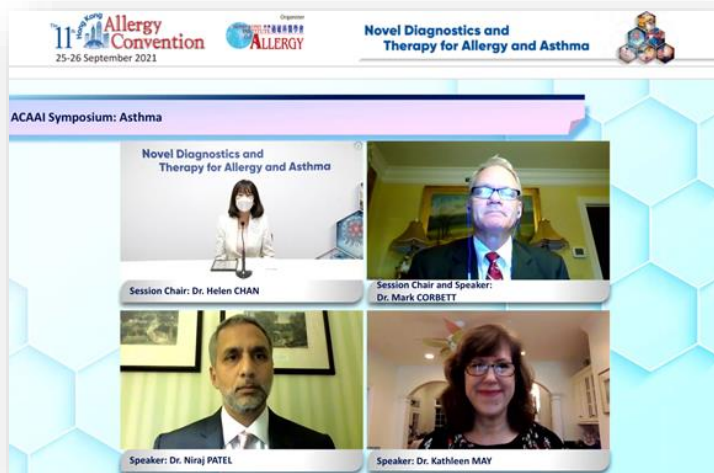 The 11th Hong Kong Allergy Convention
25-26 September 2021
Organizer
ALLERGY
Novel Diagnostics and
Therapy for Allergy and Asthma
ACAAI Symposium: Asthma
Novel Diagnostics and
Therapy for Allergy and Asthma
Session Chair: Dr. Helen CHAN
Session Chair and Speaker:
Dr. Mark CORBETT
Speaker: Dr. Niraj PATEL
Speaker: Dr. Kathleen MAY